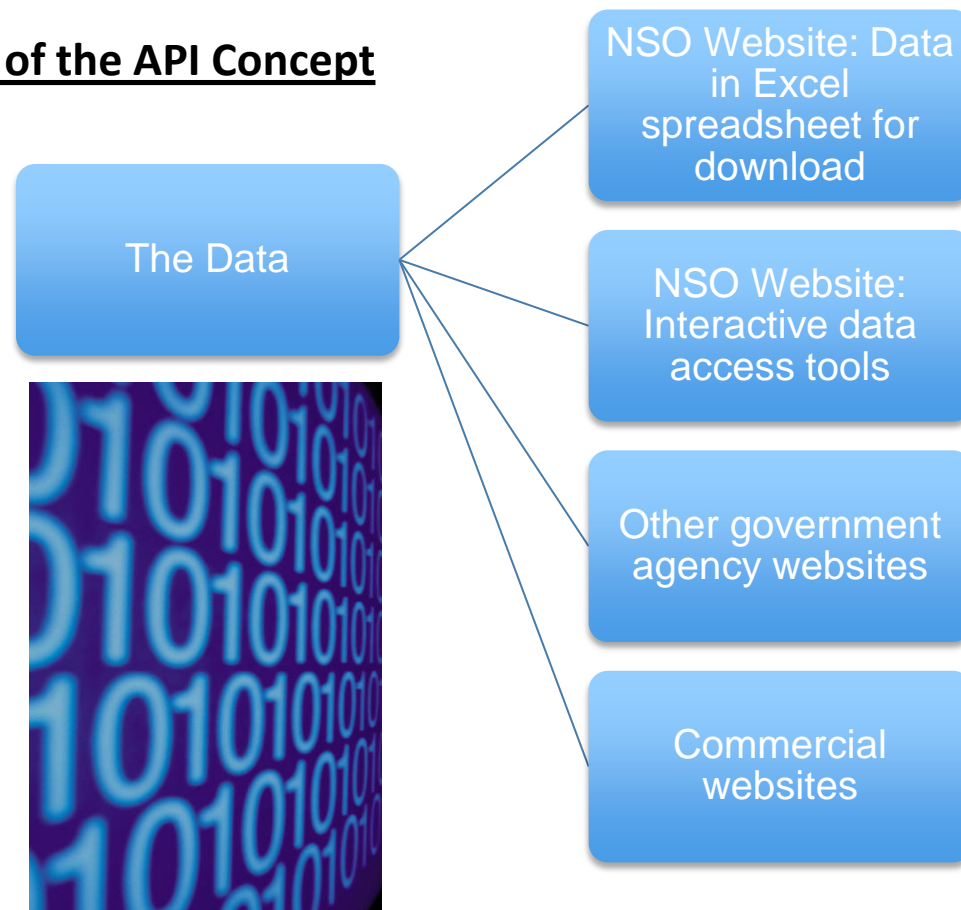 of the API Concept
The Data
NSO Website: Data
in Excel
spreadsheet for
download
NSO Website:
Interactive data
access tools
Other government
agency websites
Commercial
websites